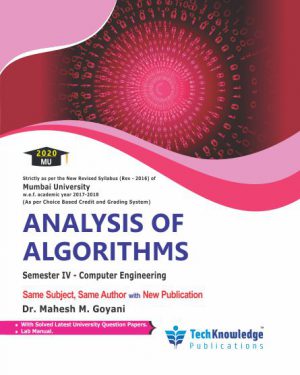 2020
MU
Strictly as per the New Revised Syllabus (Rev - 2016) of
Mumbai University
w.e.f. academic year 2017-2018
(As per Choice Based Credit and Grading System)
ANALYSIS OF
ALGORITHMS
Semester IV - Computer Engineering
Same Subject, Same Author with New Publication
Dr. Mahesh M. Goyani
• With Solved Latest University Question Papers.
• Lab Manual.
TechKnowledge™
Publications